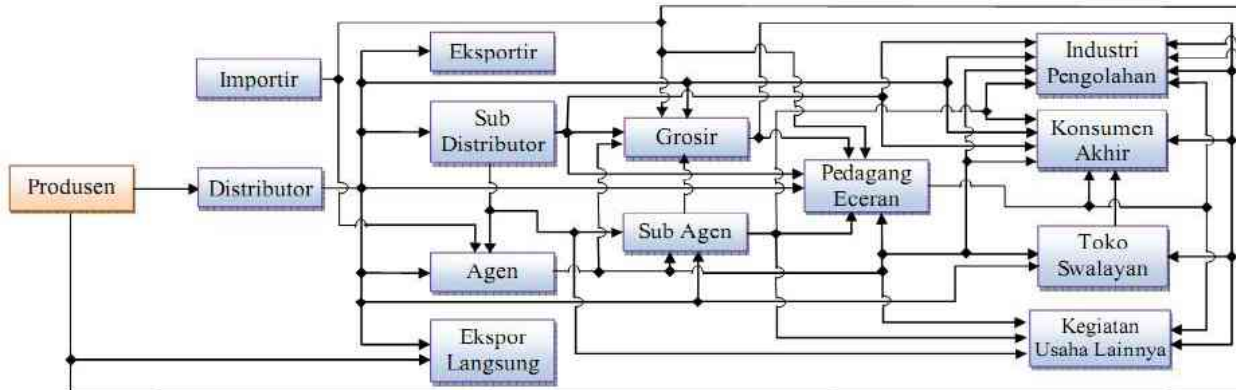 Importir
Eksportir
Sub
Distributor
Grosir
Industri
Pengolahan
Konsumen
Akhir
Produsen
Distributor
Pedagang
Eceran
Sub Agen
Agen
Toko
Swalayan
Ekspor
Langsung
Kegiatan
Usaha Lainnya